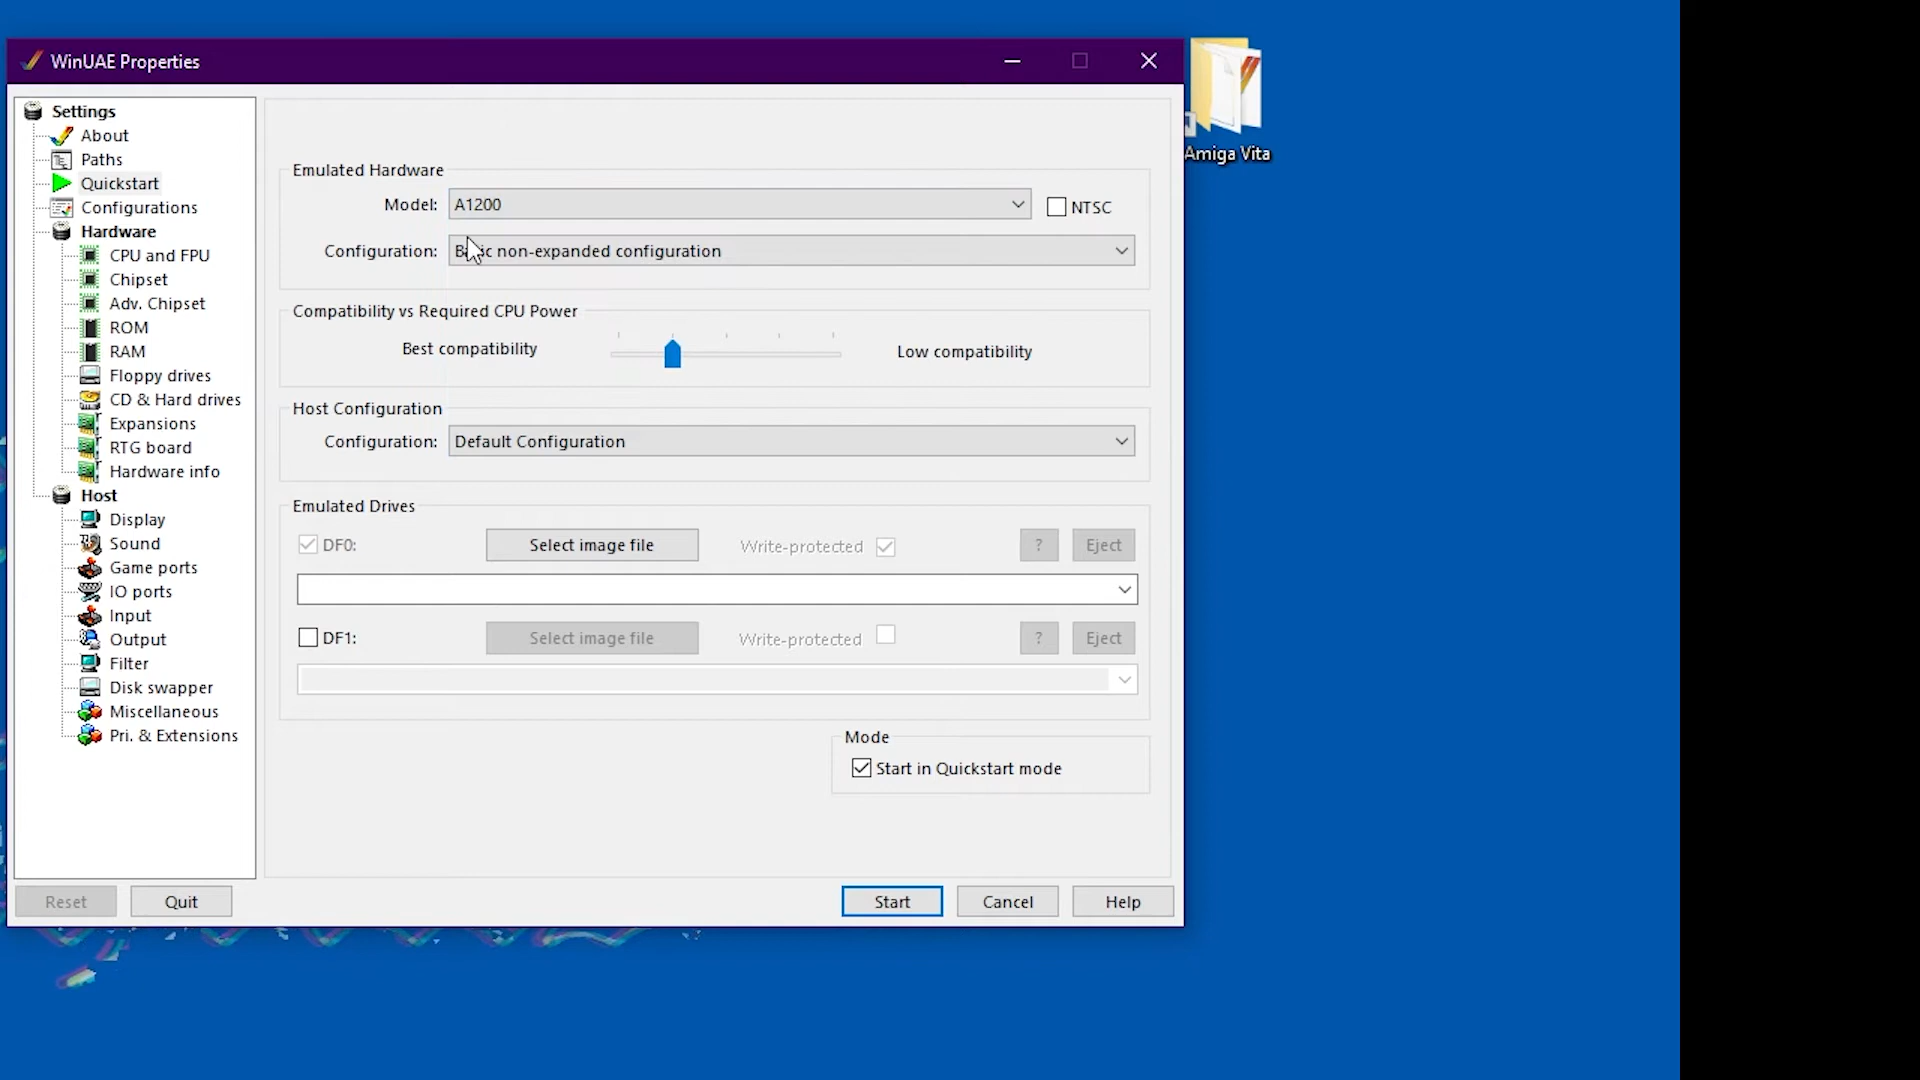 WinUAE Properties
Settings
About
Paths
Quickstart
Configurations
Hardware
CPU and FPU
Chipset
Adv. Chipset
ROM
RAM
Floppy drives
CD & Hard drives
Expansions
RTG board
Hardware info
Host
Display
Sound
Game ports
IO ports
Input
Output
Filter
Disk swapper
Miscellaneous
Pri. & Extensions
Emulated Hardware
Model: A1200 NTSC
Configuration: Basic non-expanded configuration
Compatibility vs Required CPU Power
Best compatibility Low compatibility
Host Configuration
Configuration: Default Configuration
Emulated Drives
DF0: Select image file Write-protected ? Eject
DF1: Select image file Write-protected ? Eject
Mode
Start in Quickstart mode
Reset Quit Start Cancel Help
Amiga Vita